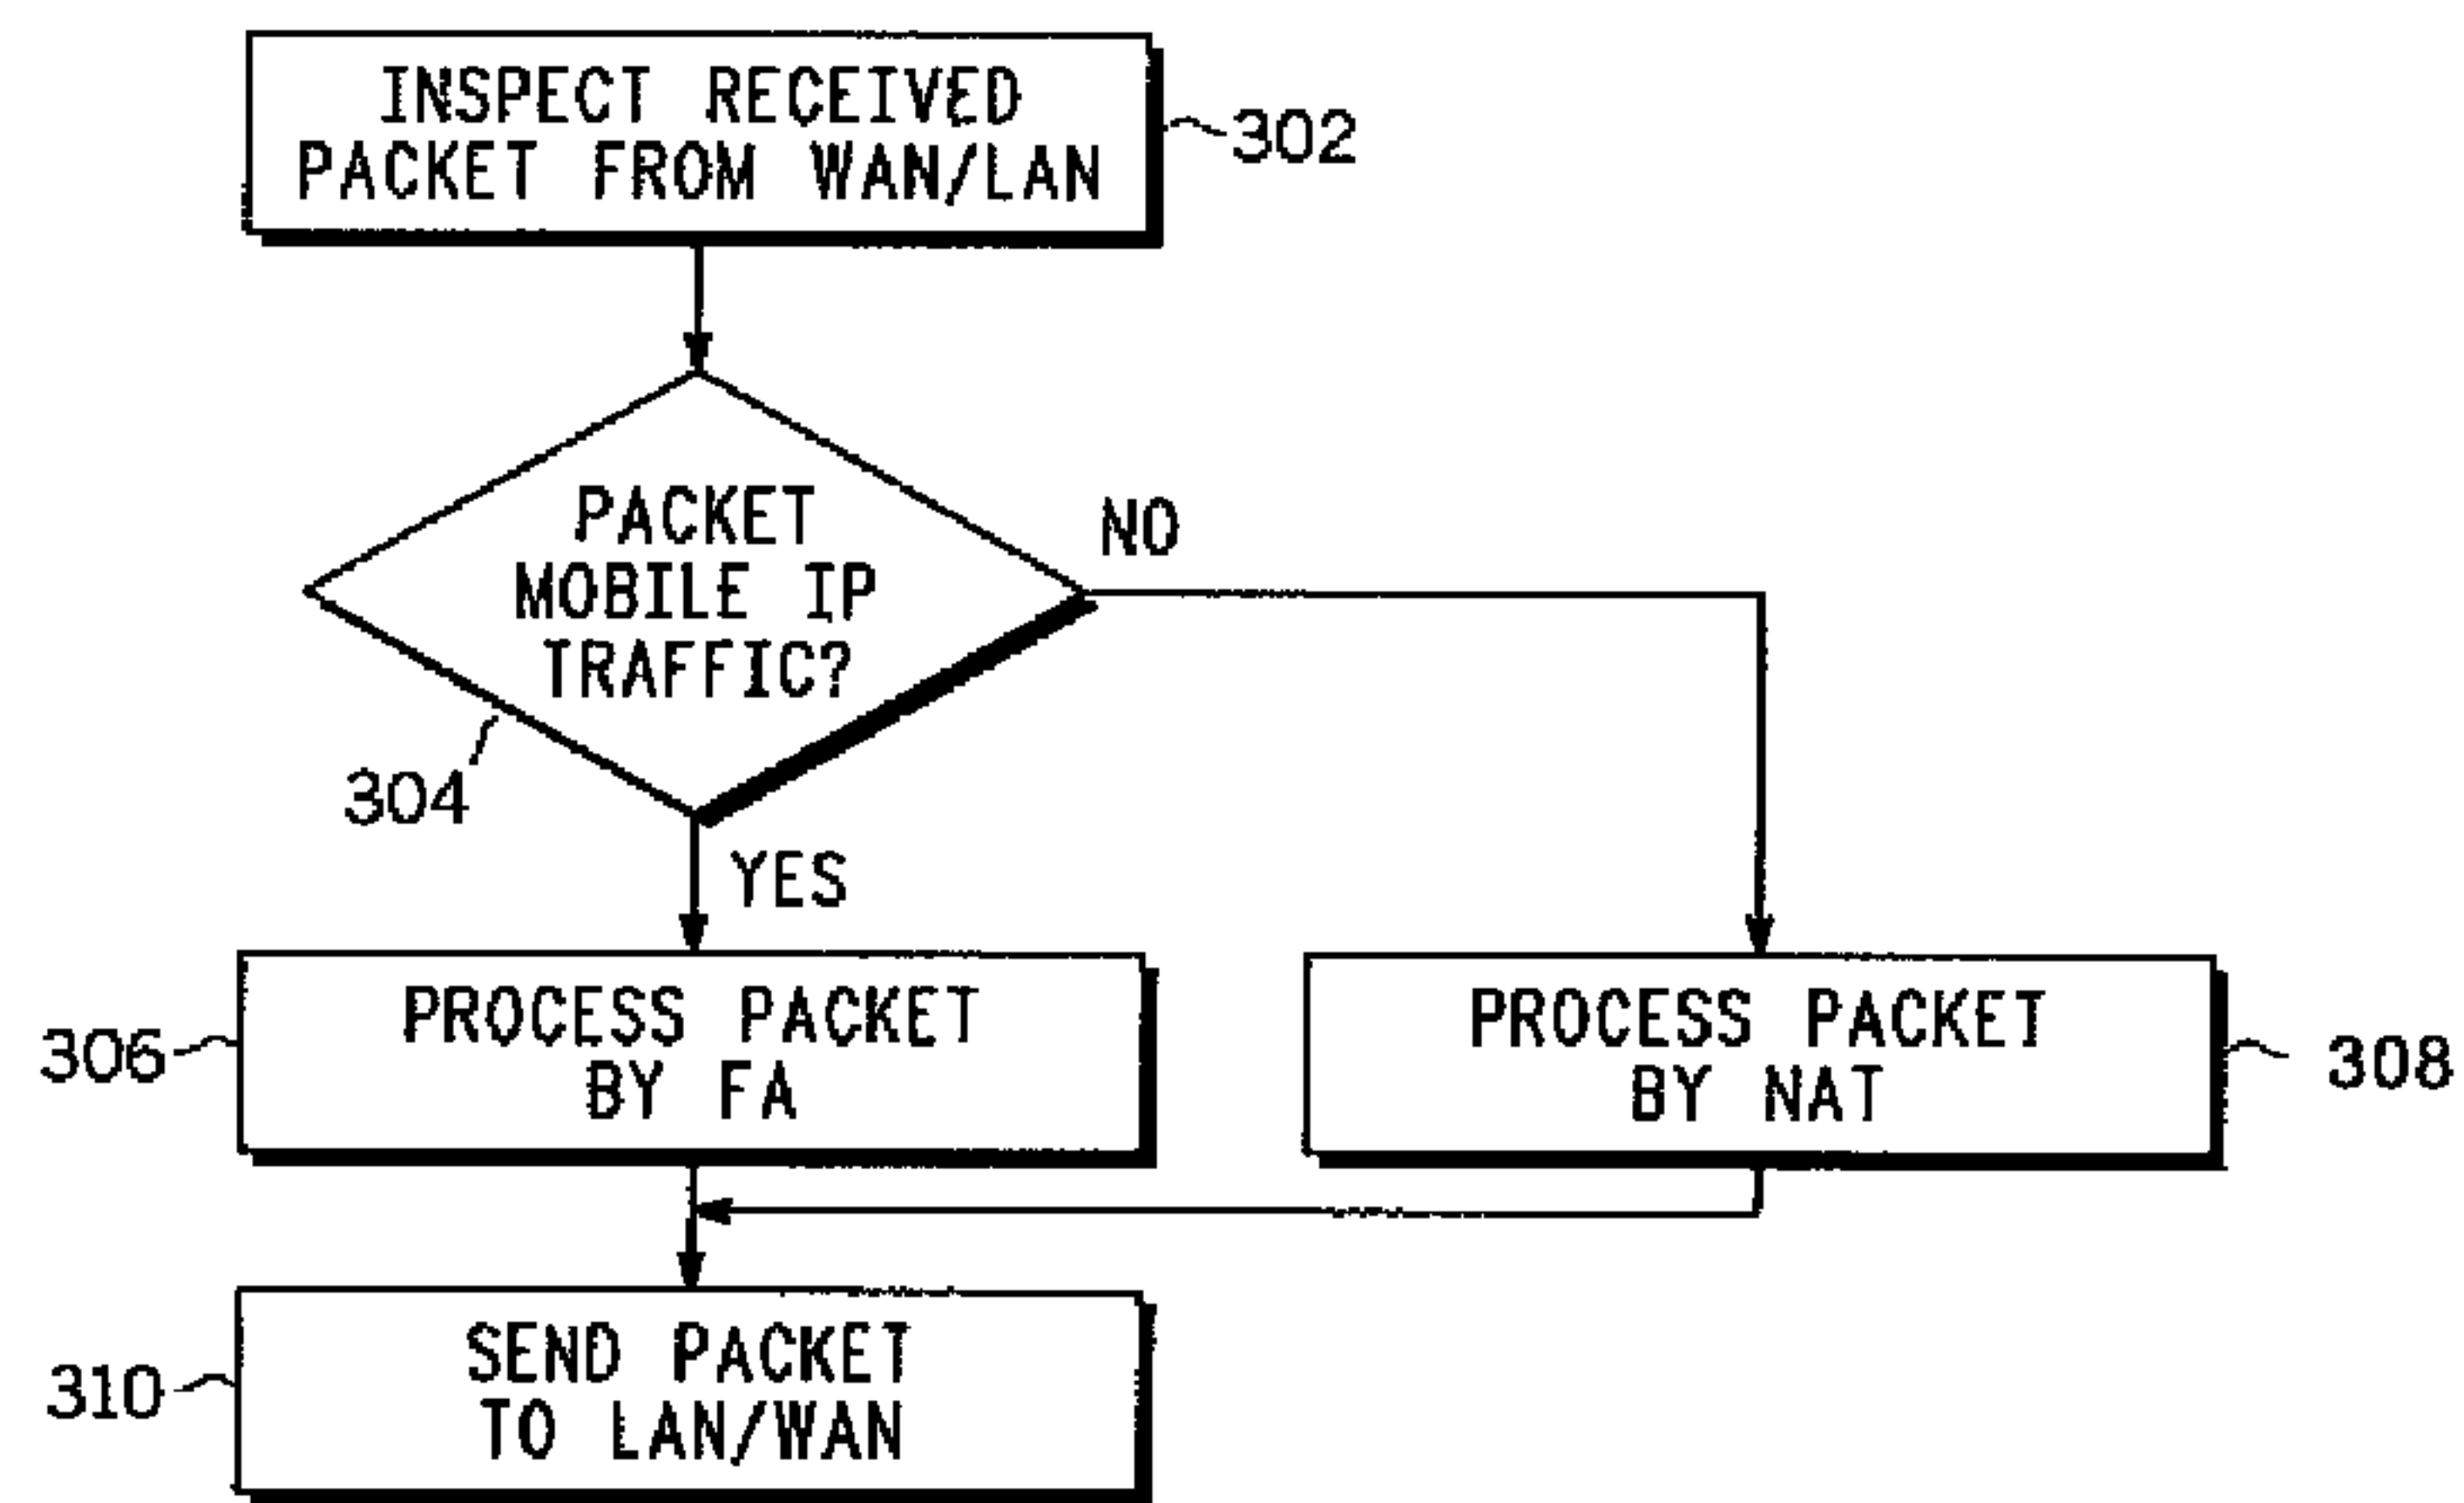 INSPECT RECEIVED
PACKET FROM WAN/LAN
302
PACKET
MOBILE IP
TRAFFIC?
NO
304
YES
PROCESS PACKET
BY FA
306
PROCESS PACKET
BY NAT
308
SEND PACKET
TO LAN/WAN
310